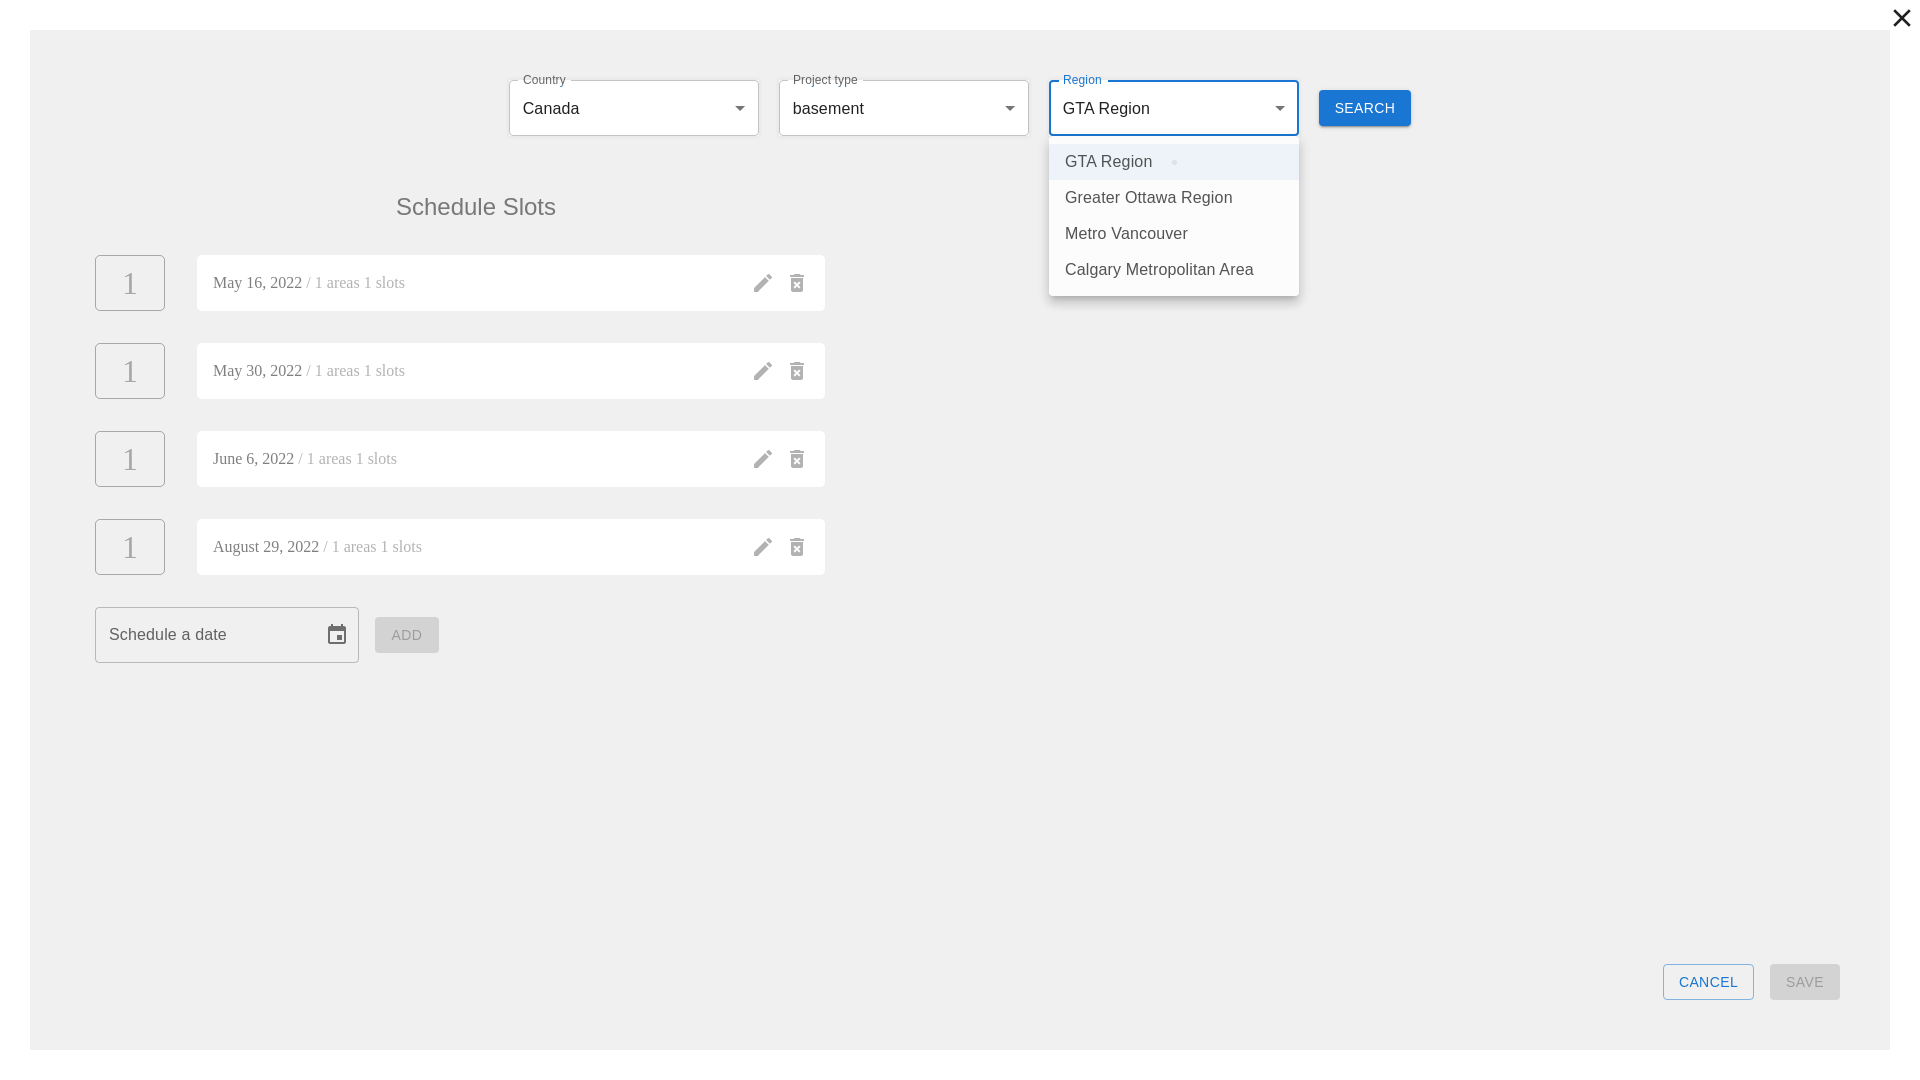 Country
Canada
Project type
basement
Region
GTA Region
SEARCH
GTA Region
Greater Ottawa Region
Metro Vancouver
Calgary Metropolitan Area
Schedule Slots
1
May 16, 2022 / 1 areas 1 slots
1
May 30, 2022 / 1 areas 1 slots
1
June 6, 2022 / 1 areas 1 slots
1
August 29, 2022 / 1 areas 1 slots
Schedule a date
ADD
CANCEL
SAVE